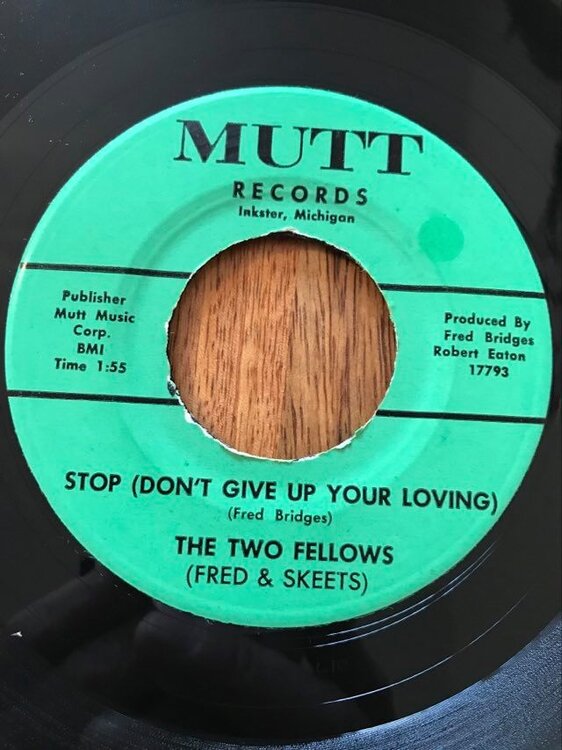 MUTT
RECORDS
Inkster, Michigan
Publisher
Mutt Music
Corp.
BMI
Time 1:55
Produced By
Fred Bridges
Robert Eaton
17793
STOP (DON'T GIVE UP YOUR LOVING)
(Fred Bridges)
THE TWO FELLOWS
(FRED & SKEETS)